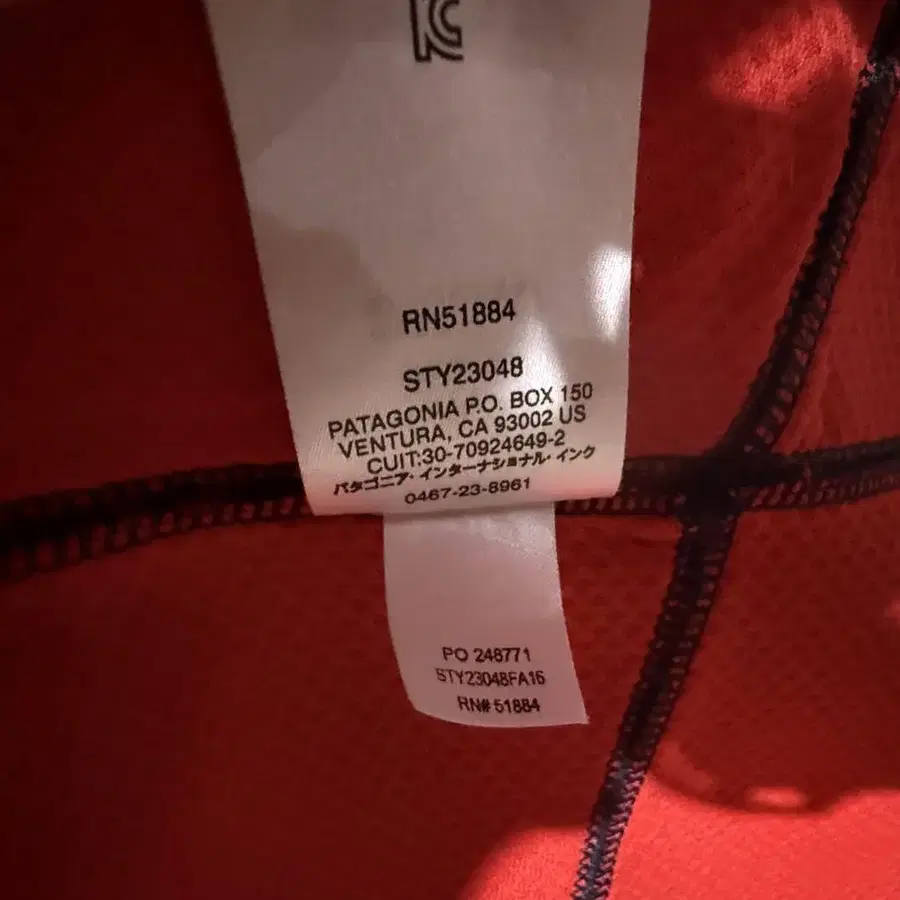 KC
RN51884
STY23048
PATAGONIA P.O. BOX 150
VENTURA, CA 93002 US
CUIT:30-70924649-2
パタゴニア・インターナショナル・インク
0467-23-8961
PO 248771
STY23048FA16
RN# 51884